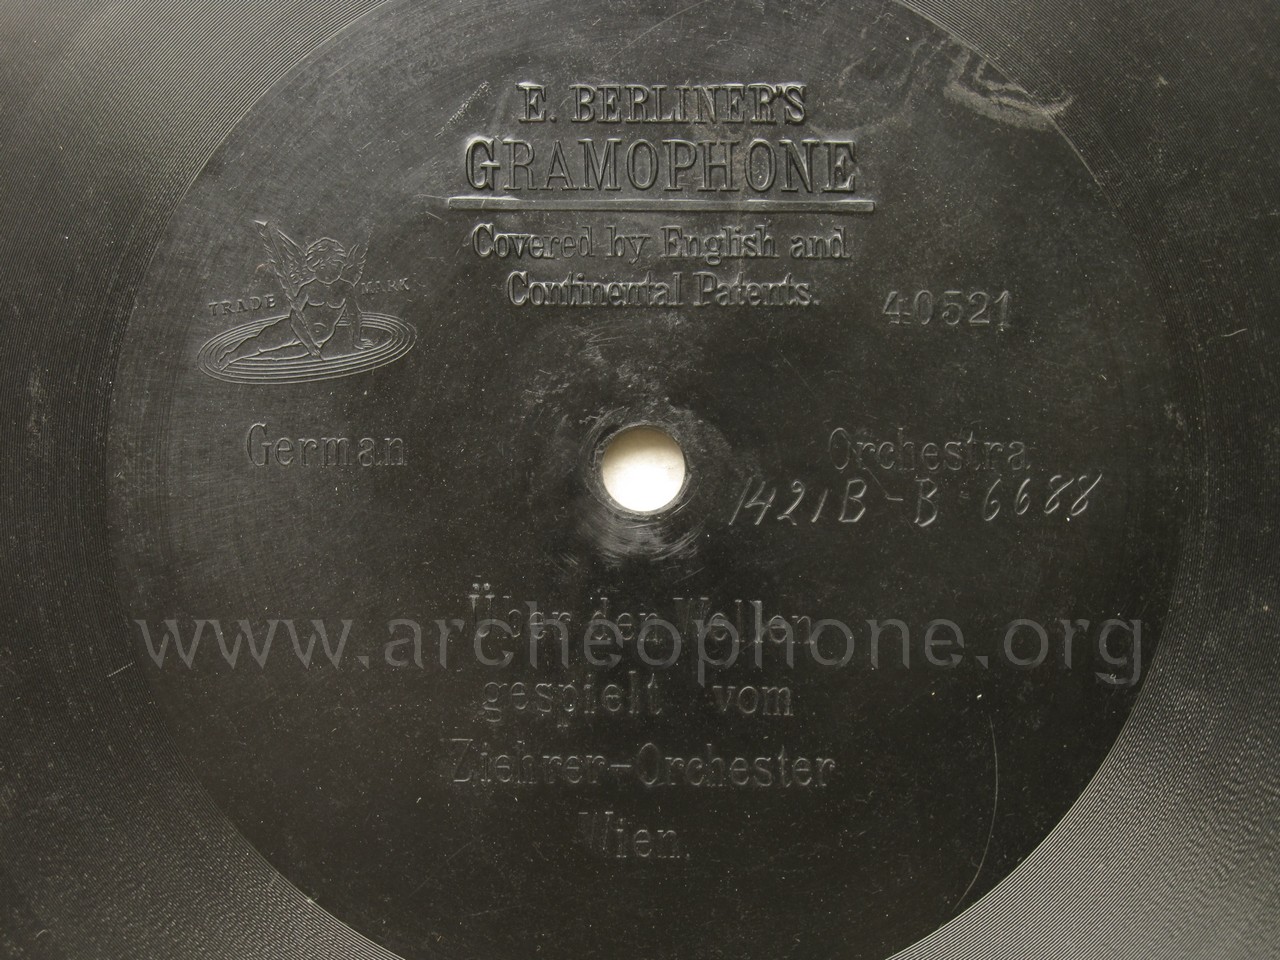 E. BERLINER'S
GRAMOPHONE
Covered by English and
Continental Patents.
TRADE MARK
40521
German
Orchestra
1421B-B-6688
Über den Wellen
www.archeophone.org
gespielt vom
Ziehrer-Orchester
Wien.